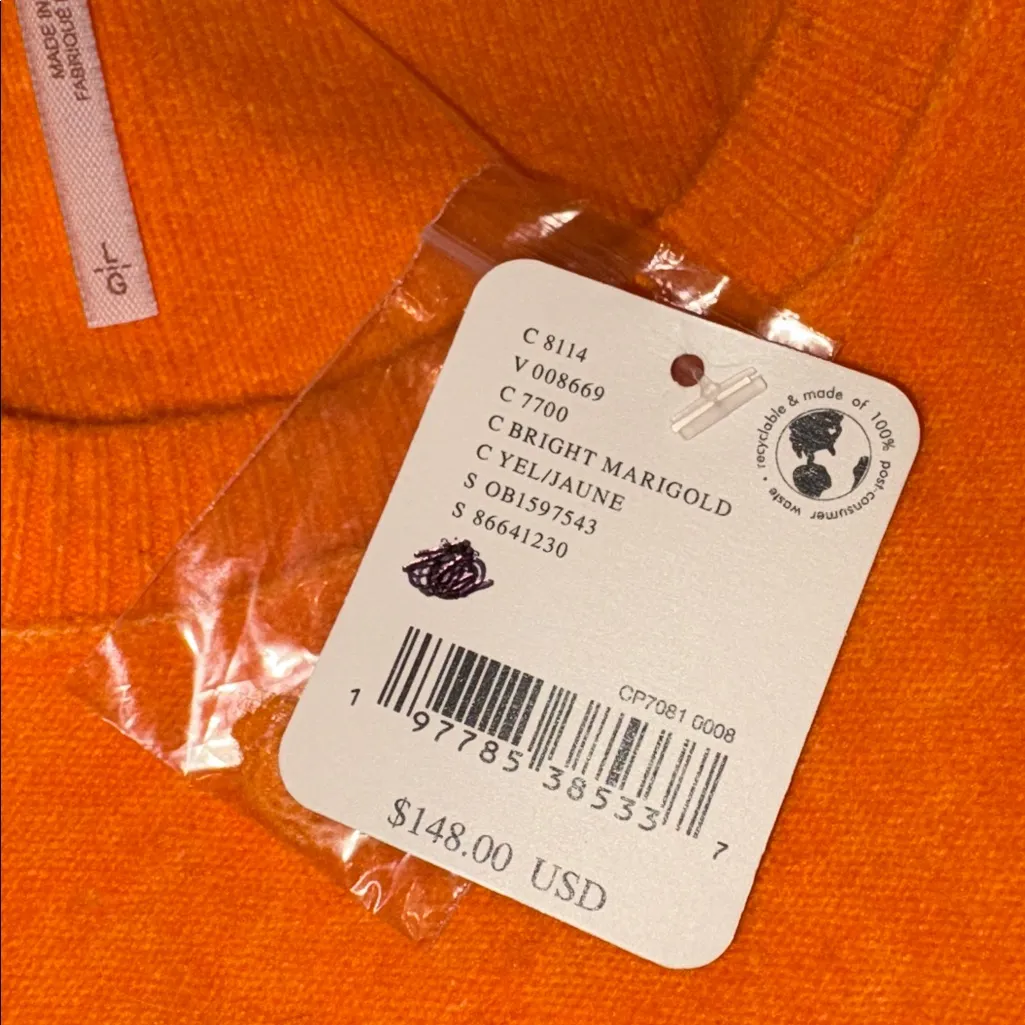 MADE IN
FABRIQUÉ
C 8114
V 008669
C 7700
C BRIGHT MARIGOLD
C YEL/JAUNE
S OB1597543
S 86641230
recyclable & made of 100% post-consumer waste
CP7081 0008
1 97785 38533 7
$148.00 USD